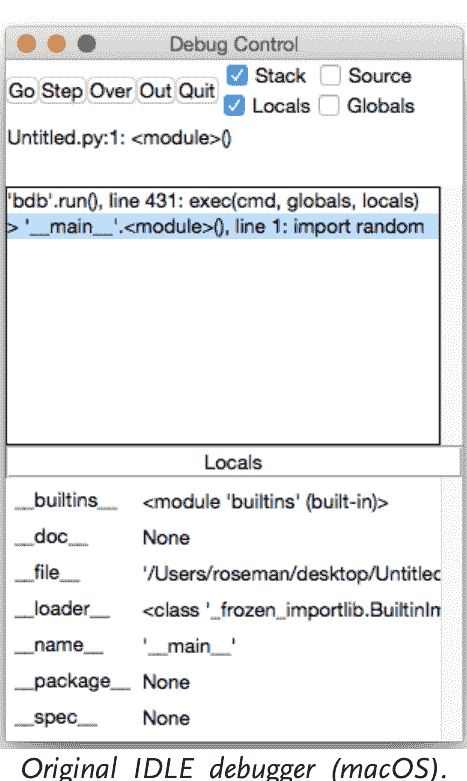 Debug Control
Go Step Over Out Quit Stack Source
Locals Globals
Untitled.py:1: <module>()
'bdb'.run(), line 431: exec(cmd, globals, locals)
> '__main__'.<module>(), line 1: import random
Locals
__builtins__ <module 'builtins' (built-in)>
__doc__ None
__file__ '/Users/roseman/desktop/Untitled
__loader__ <class '_frozen_importlib.BuiltinIm
__name__ '__main__'
__package__ None
__spec__ None
Original IDLE debugger (macOS).